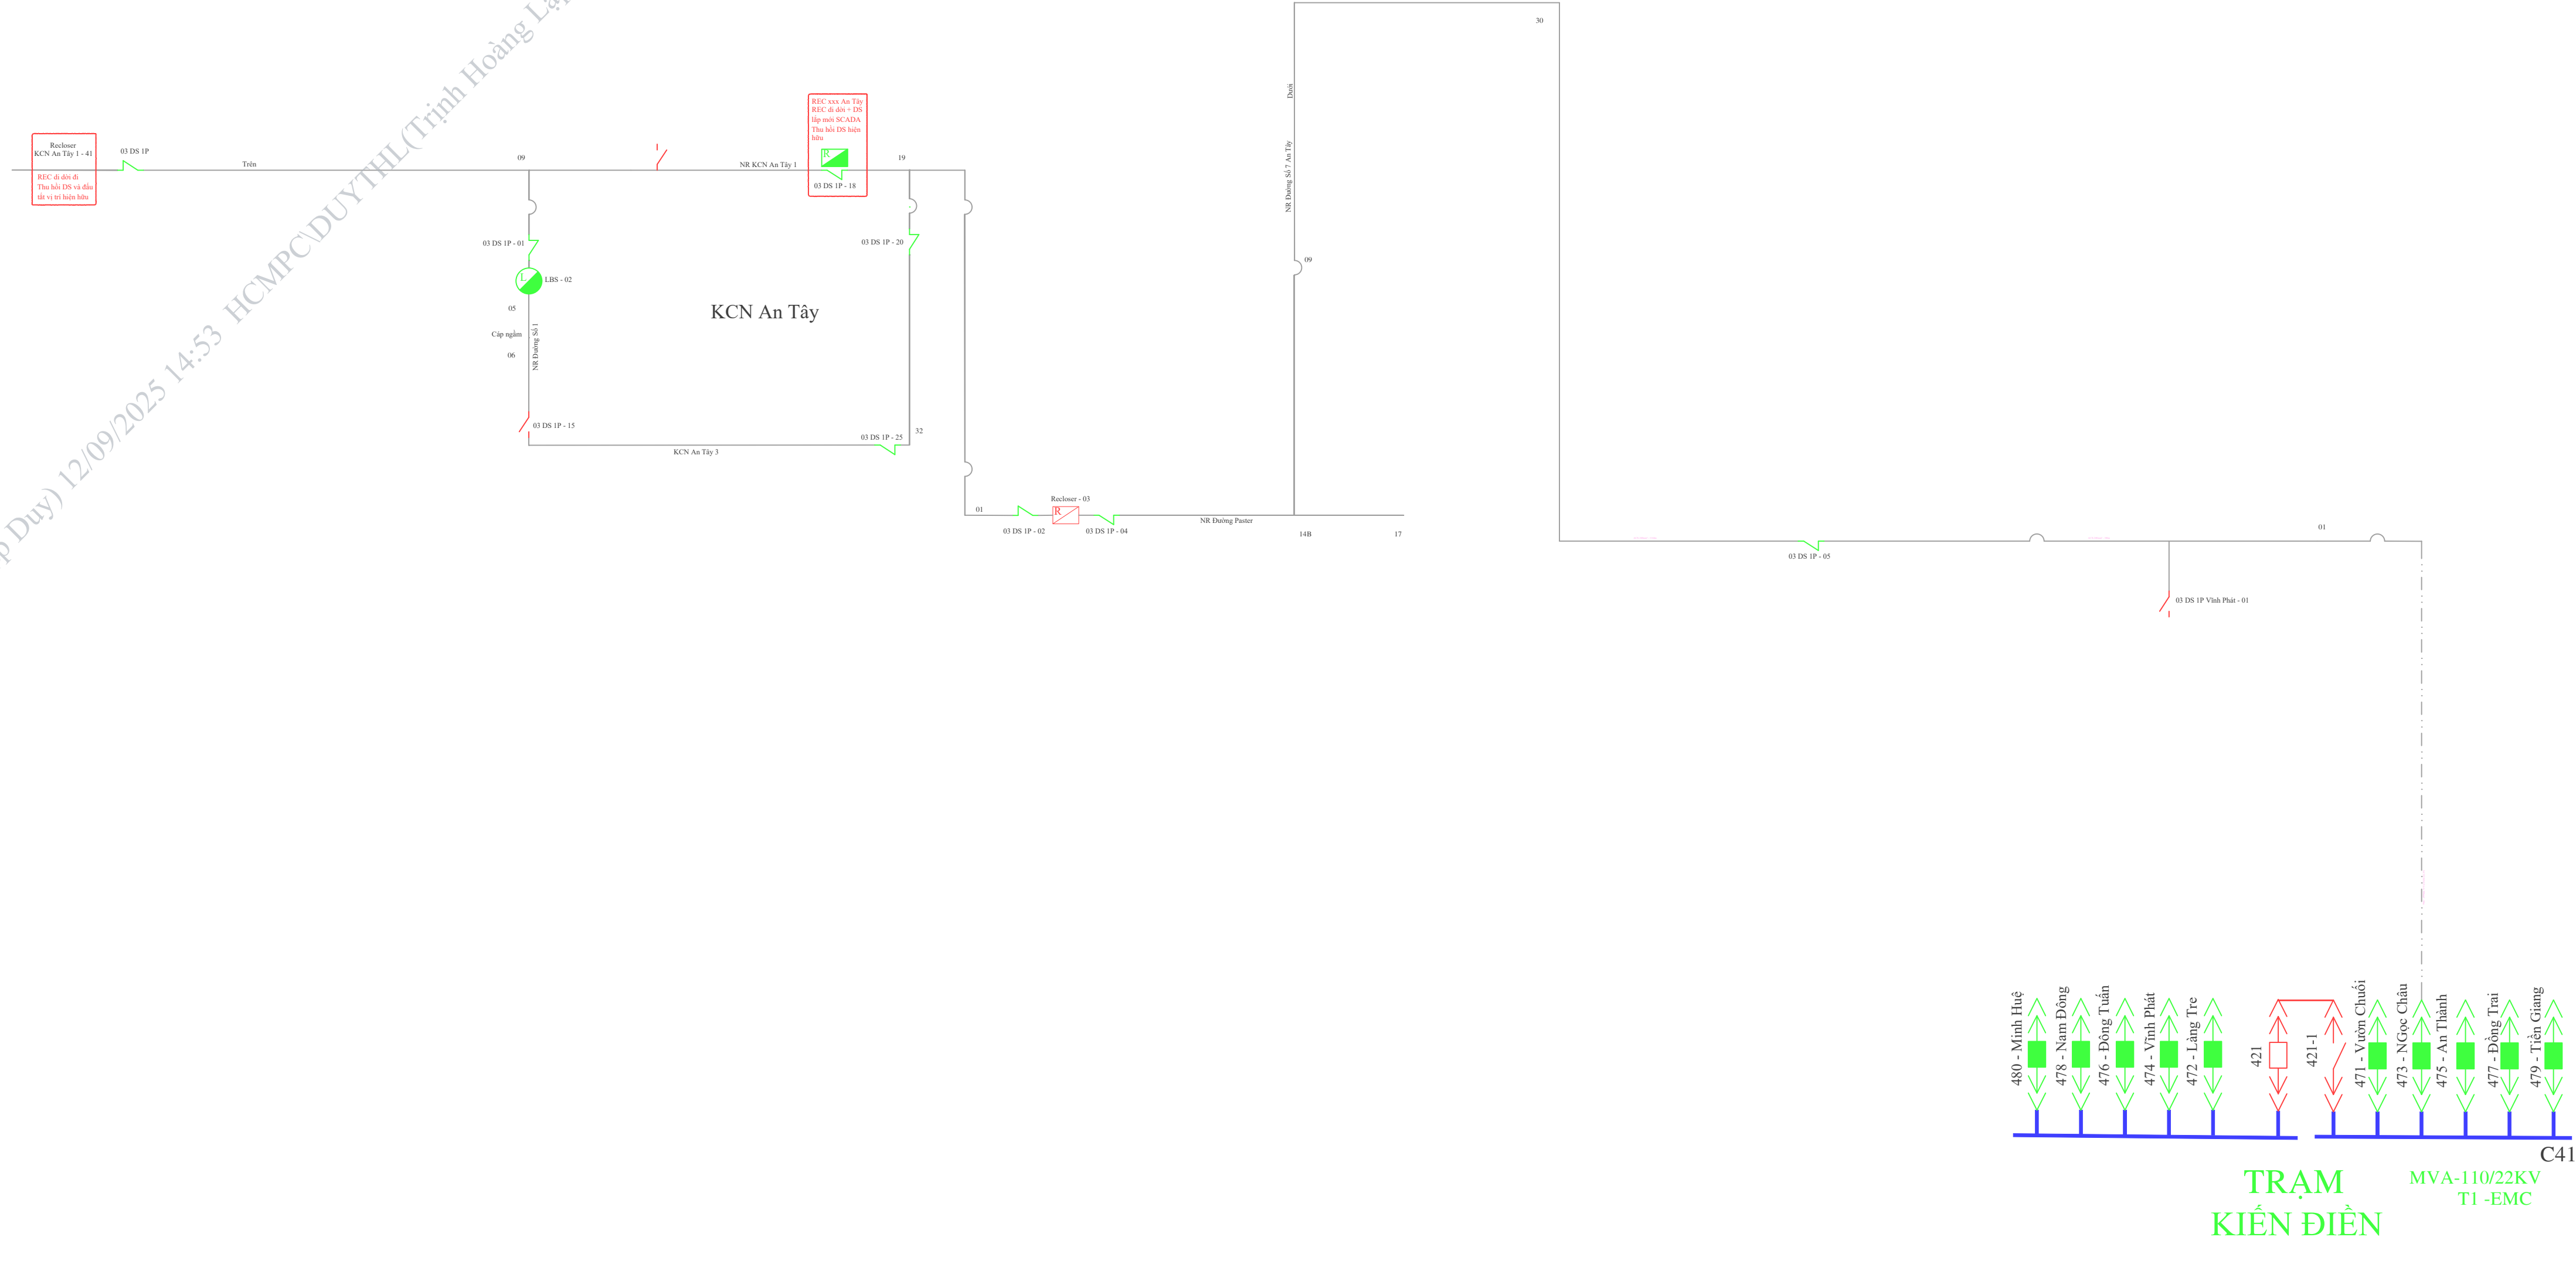 p Duy) 12/09/2025 14:53 HCMPC\DUYTHL(Trịnh Hoàng Lập
30
Dưới
REC xxx An Tây
REC di dời + DS
lắp mới SCADA
Thu hồi DS hiện
hữu
R
03 DS 1P - 18
Recloser
KCN An Tây 1 - 41
REC di dời đi
Thu hồi DS và đấu
tắt vị trí hiện hữu
03 DS 1P
Trên
09
NR KCN An Tây 1
19
NR Đường Số 7 An Tây
03 DS 1P - 01
03 DS 1P - 20
09
L
LBS - 02
05
KCN An Tây
Cáp ngầm
NR Đường Số 1
06
03 DS 1P - 15
03 DS 1P - 25
32
KCN An Tây 3
Recloser - 03
01
R
03 DS 1P - 02
03 DS 1P - 04
NR Đường Paster
14B
17
01
03 DS 1P - 05
03 DS 1P Vĩnh Phát - 01
480 - Minh Huệ
478 - Nam Đông
476 - Đông Tuấn
474 - Vĩnh Phát
472 - Làng Tre
421
421-1
471 - Vườn Chuối
473 - NGọc Châu
475 - An Thành
477 - Đồng Trai
479 - Tiền Giang
C41
TRẠM
KIẾN ĐIỀN
MVA-110/22KV
T1 -EMC